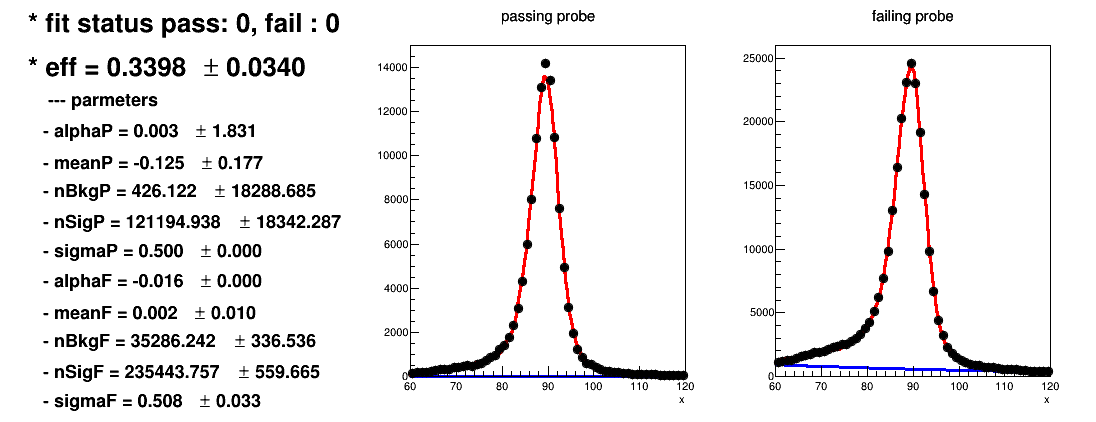 * fit status pass: 0, fail : 0
* eff = 0.3398 ± 0.0340
--- parmeters
- alphaP = 0.003 ± 1.831
- meanP = -0.125 ± 0.177
- nBkgP = 426.122 ± 18288.685
- nSigP = 121194.938 ± 18342.287
- sigmaP = 0.500 ± 0.000
- alphaF = -0.016 ± 0.000
- meanF = 0.002 ± 0.010
- nBkgF = 35286.242 ± 336.536
- nSigF = 235443.757 ± 559.665
- sigmaF = 0.508 ± 0.033
passing probe
14000
12000
10000
8000
6000
4000
2000
0
60 70 80 90 100 110 120
x
failing probe
25000
20000
15000
10000
5000
0
60 70 80 90 100 110 120
x